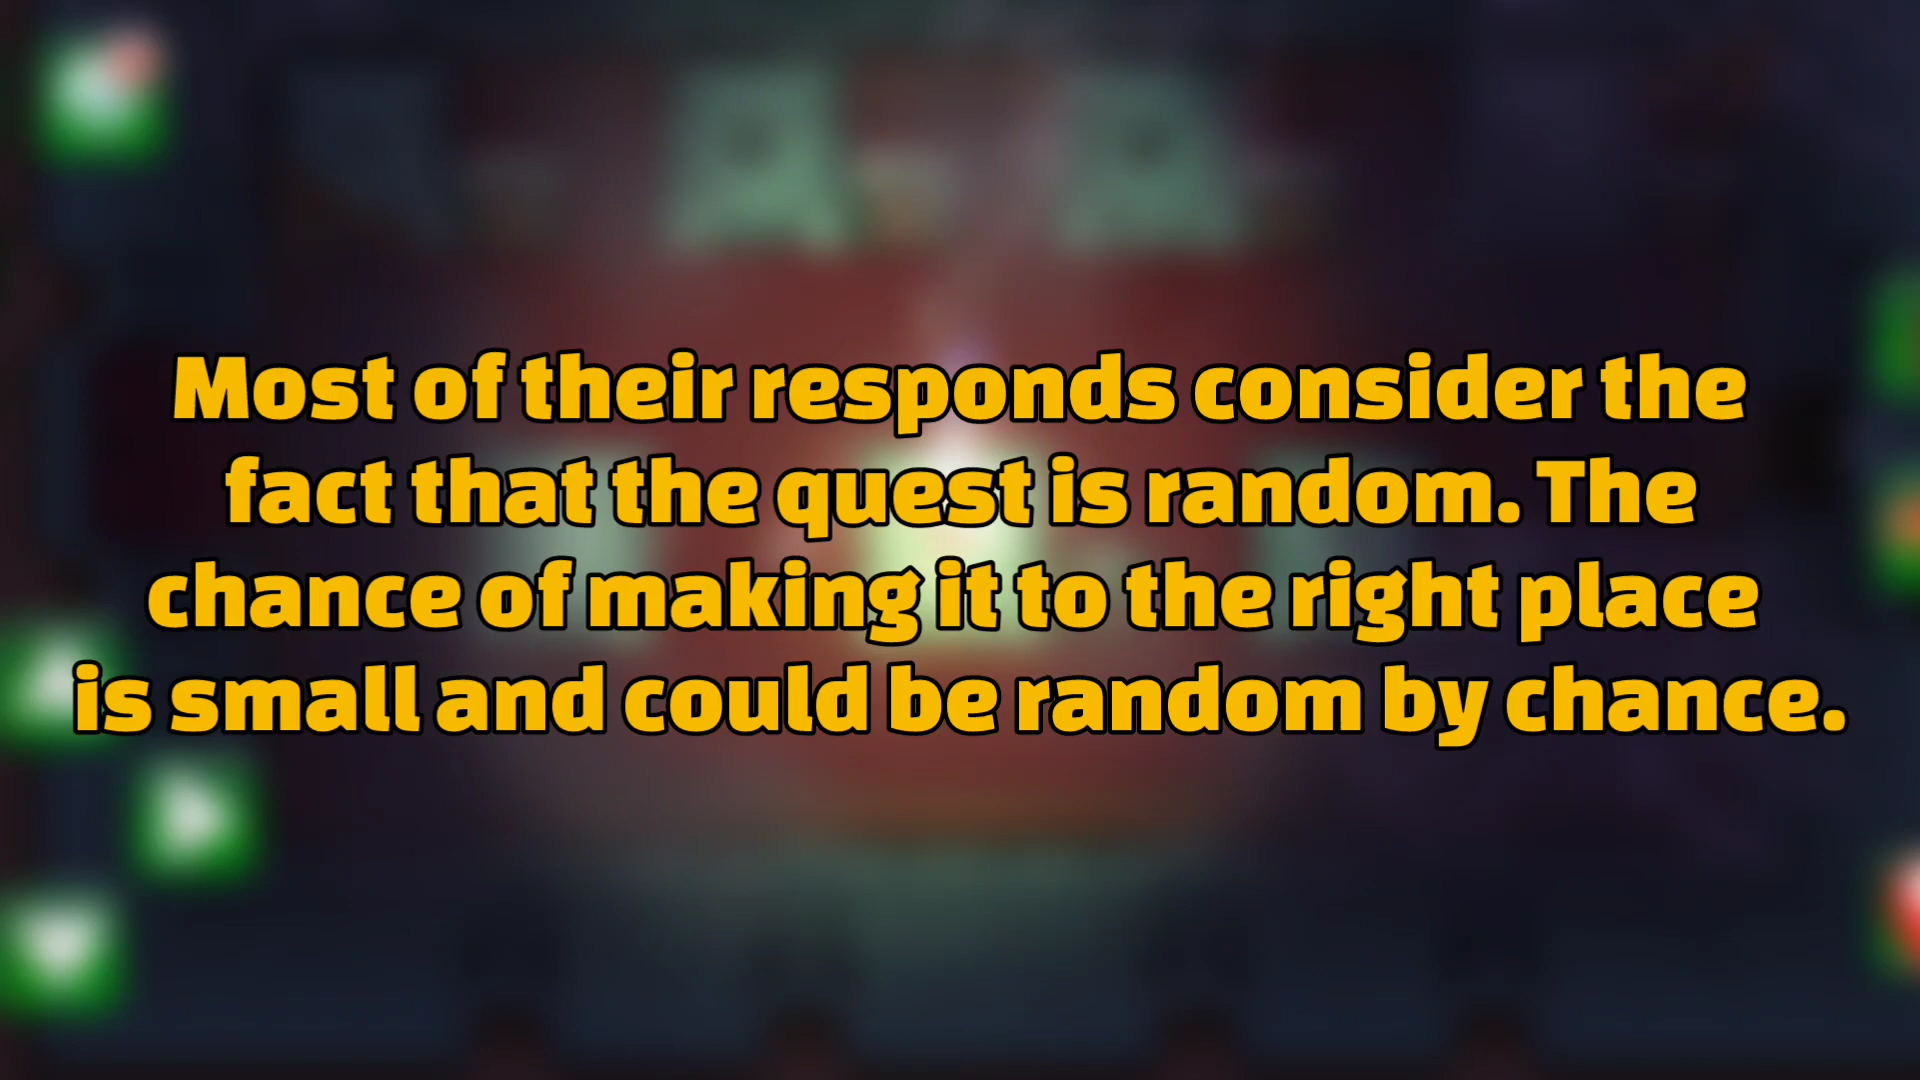 Most of their responds consider the
fact that the quest is random. The
chance of making it to the right place
is small and could be random by chance.